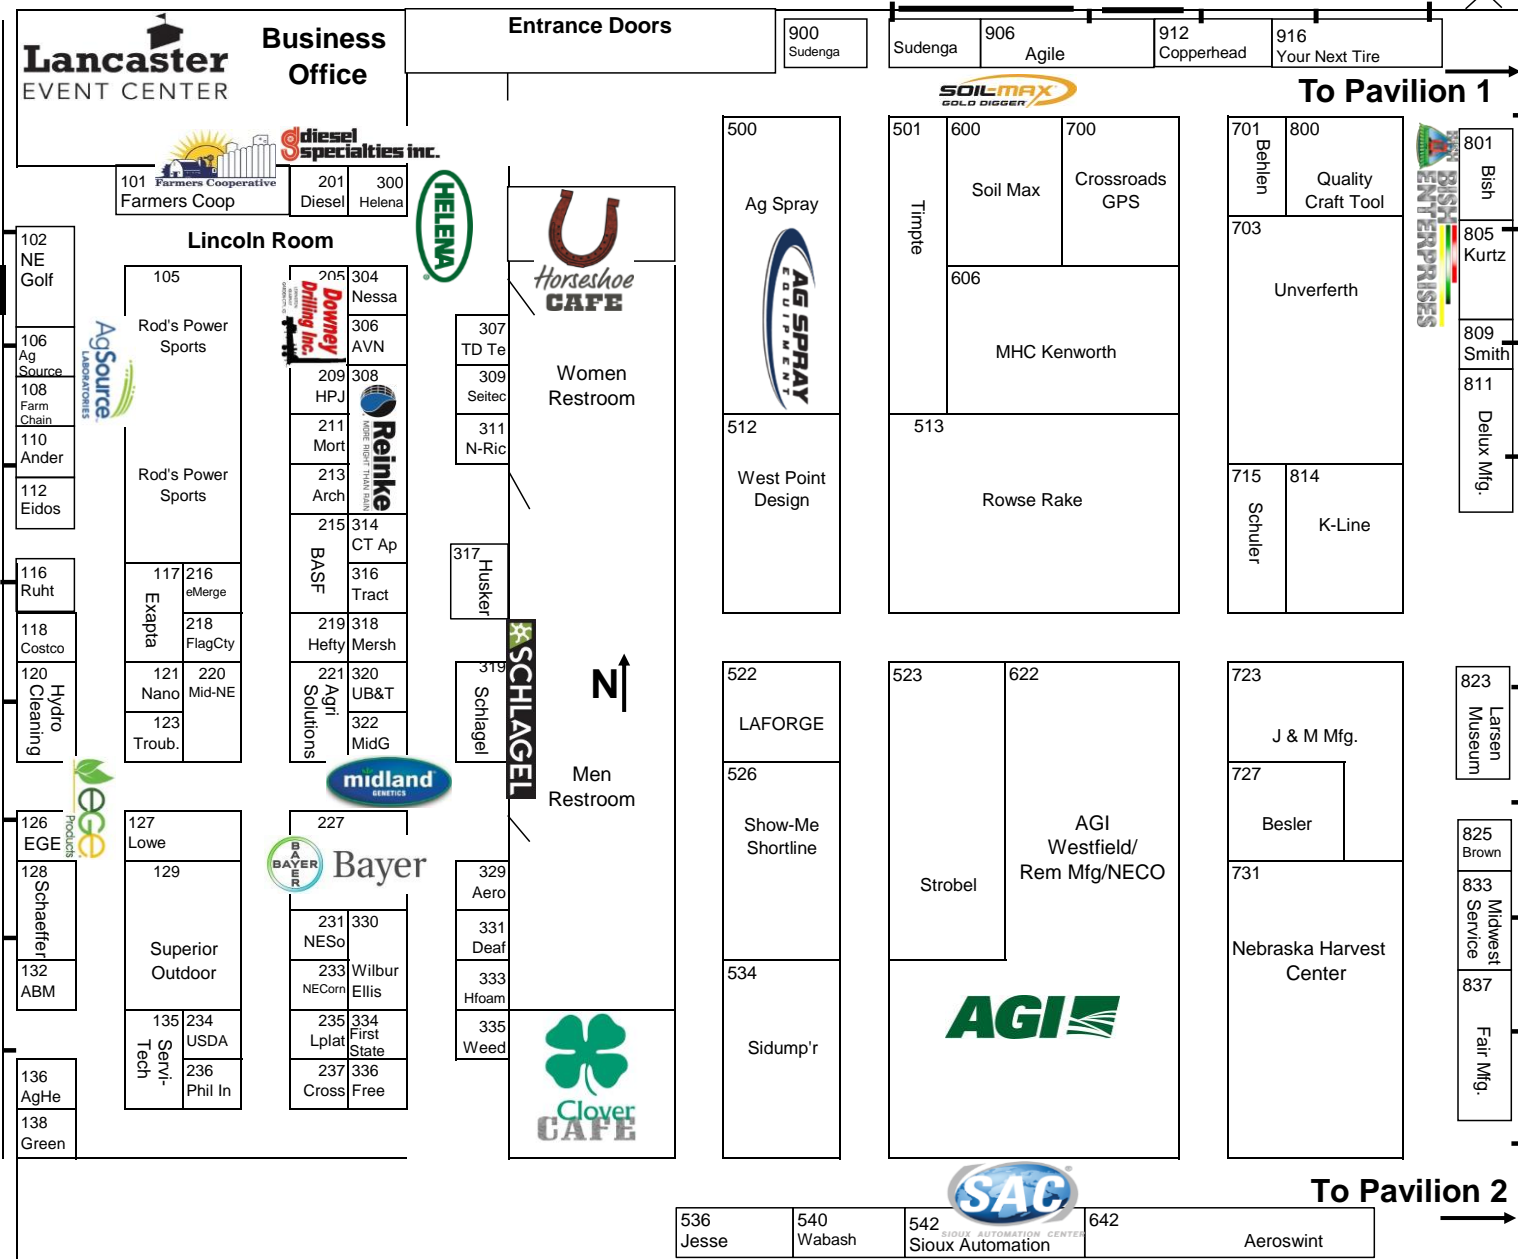 Lancaster
EVENT CENTER
Business
Office
Entrance Doors
900
Sudenga
Sudenga
906
Agile
912
Copperhead
916
Your Next Tire
To Pavilion 1
SOIL-MAX
GOLD DIGGER
diesel
specialties inc.
Farmers Cooperative
101
Farmers Coop
201
Diesel
300
Helena
HELENA
Lincoln Room
102
NE
Golf
106
Ag
Source
108
Farm
Chain
110
Ander
112
Eidos
116
Ruht
118
Costco
120
Hydro
Cleaning
126
EGE
128
Schaeffer
132
ABM
136
AgHe
138
Green
AgSource
LABORATORIES
EGE
Products
105
Rod's Power
Sports
Rod's Power
Sports
117
Exapta
216
eMerge
218
FlagCty
121
Nano
220
Mid-NE
123
Troub.
127
Lowe
129
Superior
Outdoor
135
Servi-
Tech
234
USDA
236
Phil In
205
Downey
Drilling Inc.
304
Nessa
306
AVN
209
HPJ
308
Reinke
MORE RIGHT THAN RAIN
211
Mort
213
Arch
215
BASF
314
CT Ap
316
Tract
219
Hefty
318
Mersh
221
Agri
Solutions
320
UB&T
322
MidG
midland
GENETICS
227
BAYER
BAYER
Bayer
231
NESo
330
Wilbur
Ellis
233
NECorn
235
Lplat
334
First
State
237
Cross
336
Free
307
TD Te
309
Seitec
311
N-Ric
317
Husker
319
Schlagel
SCHLAGEL
329
Aero
331
Deaf
333
Hfoam
335
Weed
Horseshoe
CAFE
Women
Restroom
N
Men
Restroom
Clover
CAFE
500
Ag Spray
AG SPRAY
EQUIPMENT
512
West Point
Design
522
LAFORGE
526
Show-Me
Shortline
534
Sidump'r
501
Timpte
600
Soil Max
700
Crossroads
GPS
606
MHC Kenworth
513
Rowse Rake
523
Strobel
622
AGI
Westfield/
Rem Mfg/NECO
AGI
701
Behlen
800
Quality
Craft Tool
703
Unverferth
715
Schuler
814
K-Line
723
J & M Mfg.
727
Besler
731
Nebraska Harvest
Center
BISH
ENTERPRISES
801
Bish
805
Kurtz
809
Smith
811
Delux Mfg.
823
Larsen
Museum
825
Brown
833
Midwest
Service
837
Fair Mfg.
To Pavilion 2
SAC
SIOUX AUTOMATION CENTER
536
Jesse
540
Wabash
542
Sioux Automation
642
Aeroswint